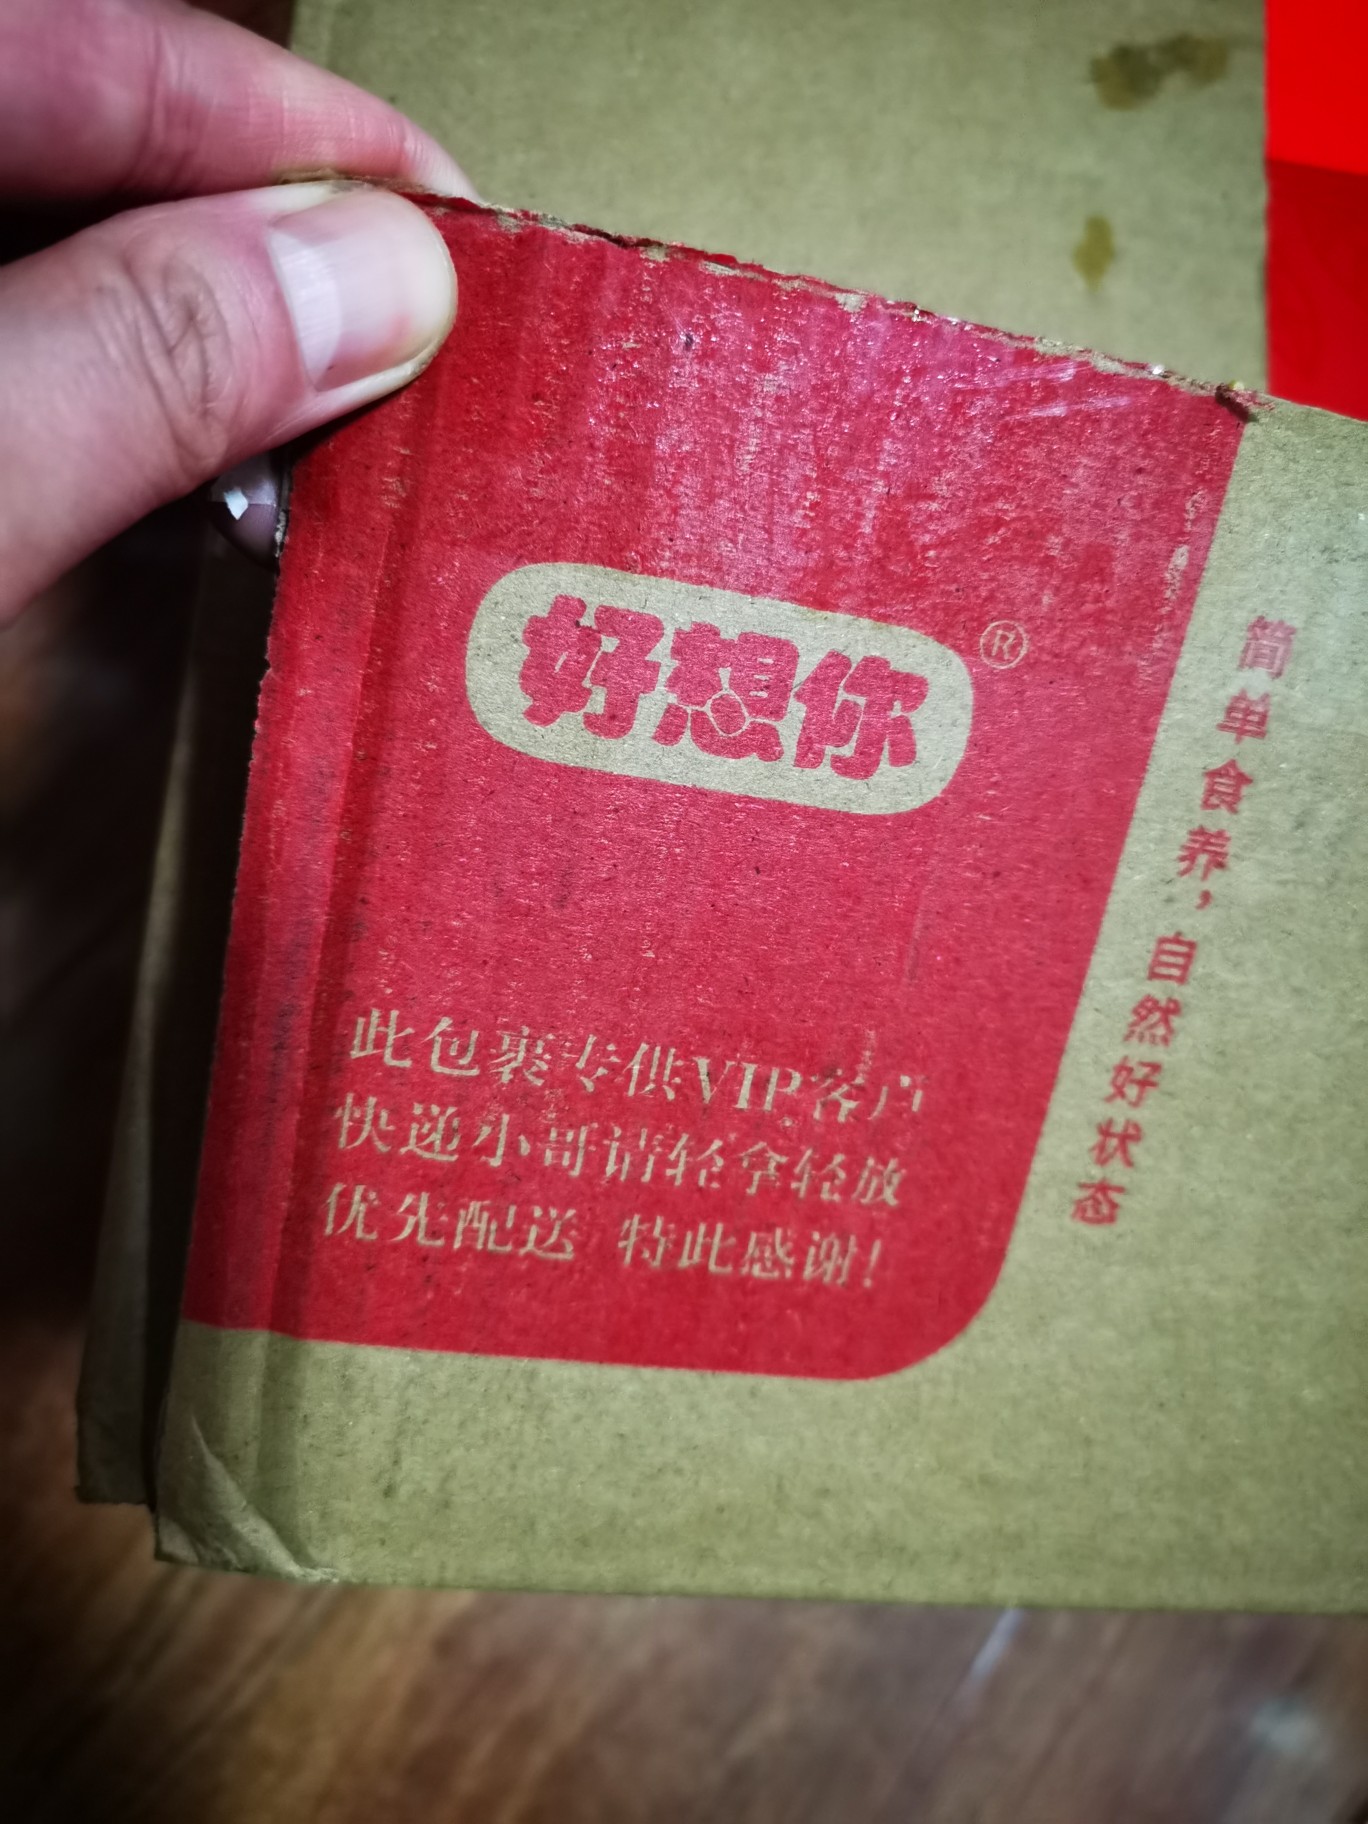 好想你®
此包裹专供VIP客户
快递小哥请轻拿轻放
优先配送 特此感谢!
简单食养,自然好状态